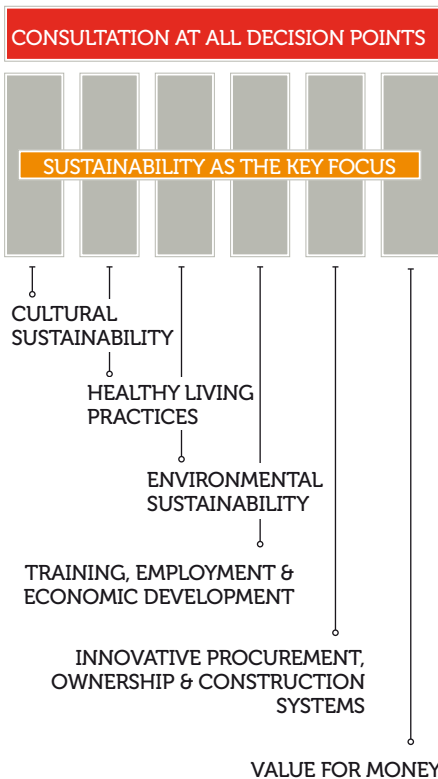 CONSULTATION AT ALL DECISION POINTS
SUSTAINABILITY AS THE KEY FOCUS
CULTURAL
SUSTAINABILITY
HEALTHY LIVING
PRACTICES
ENVIRONMENTAL
SUSTAINABILITY
TRAINING, EMPLOYMENT &
ECONOMIC DEVELOPMENT
INNOVATIVE PROCUREMENT,
OWNERSHIP & CONSTRUCTION
SYSTEMS
VALUE FOR MONEY